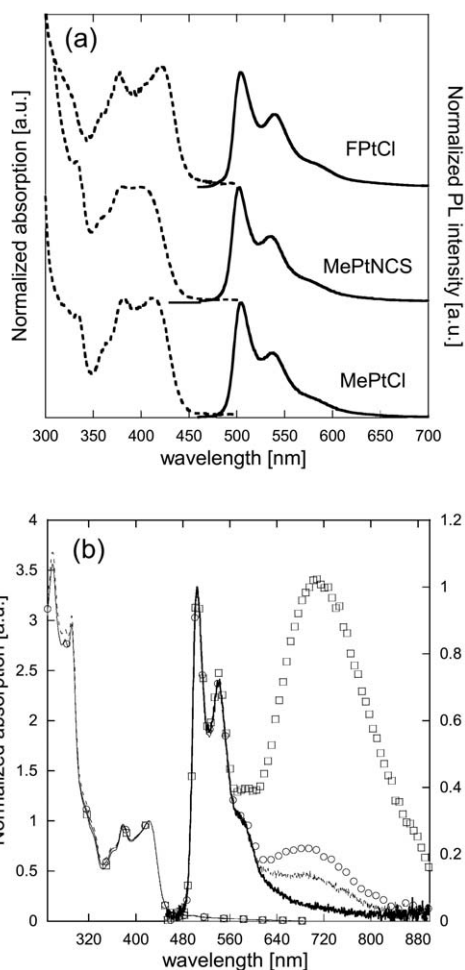 (a)
Normalized absorption [a.u.]
Normalized PL intensity [a.u.]
FPtCl
MePtNCS
MePtCl
300 350 400 450 500 550 600 650 700
wavelength [nm]
(b)
4
3.5
3
2.5
2
1.5
1
0.5
0
absorption [a.u.]
1.2
1
0.8
0.6
0.4
0.2
0
320 400 480 560 640 720 800 880
wavelength [nm]